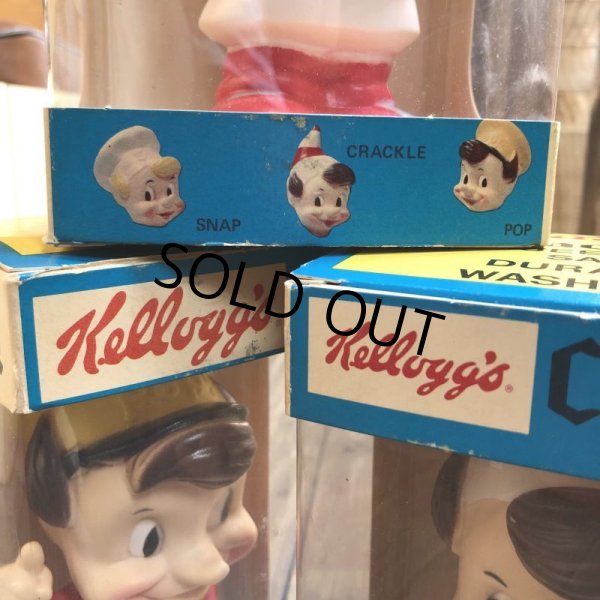 CRACKLE
SNAP
POP
DURA
WASH
SOLD OUT
Kellogg's
Kellogg's®
C